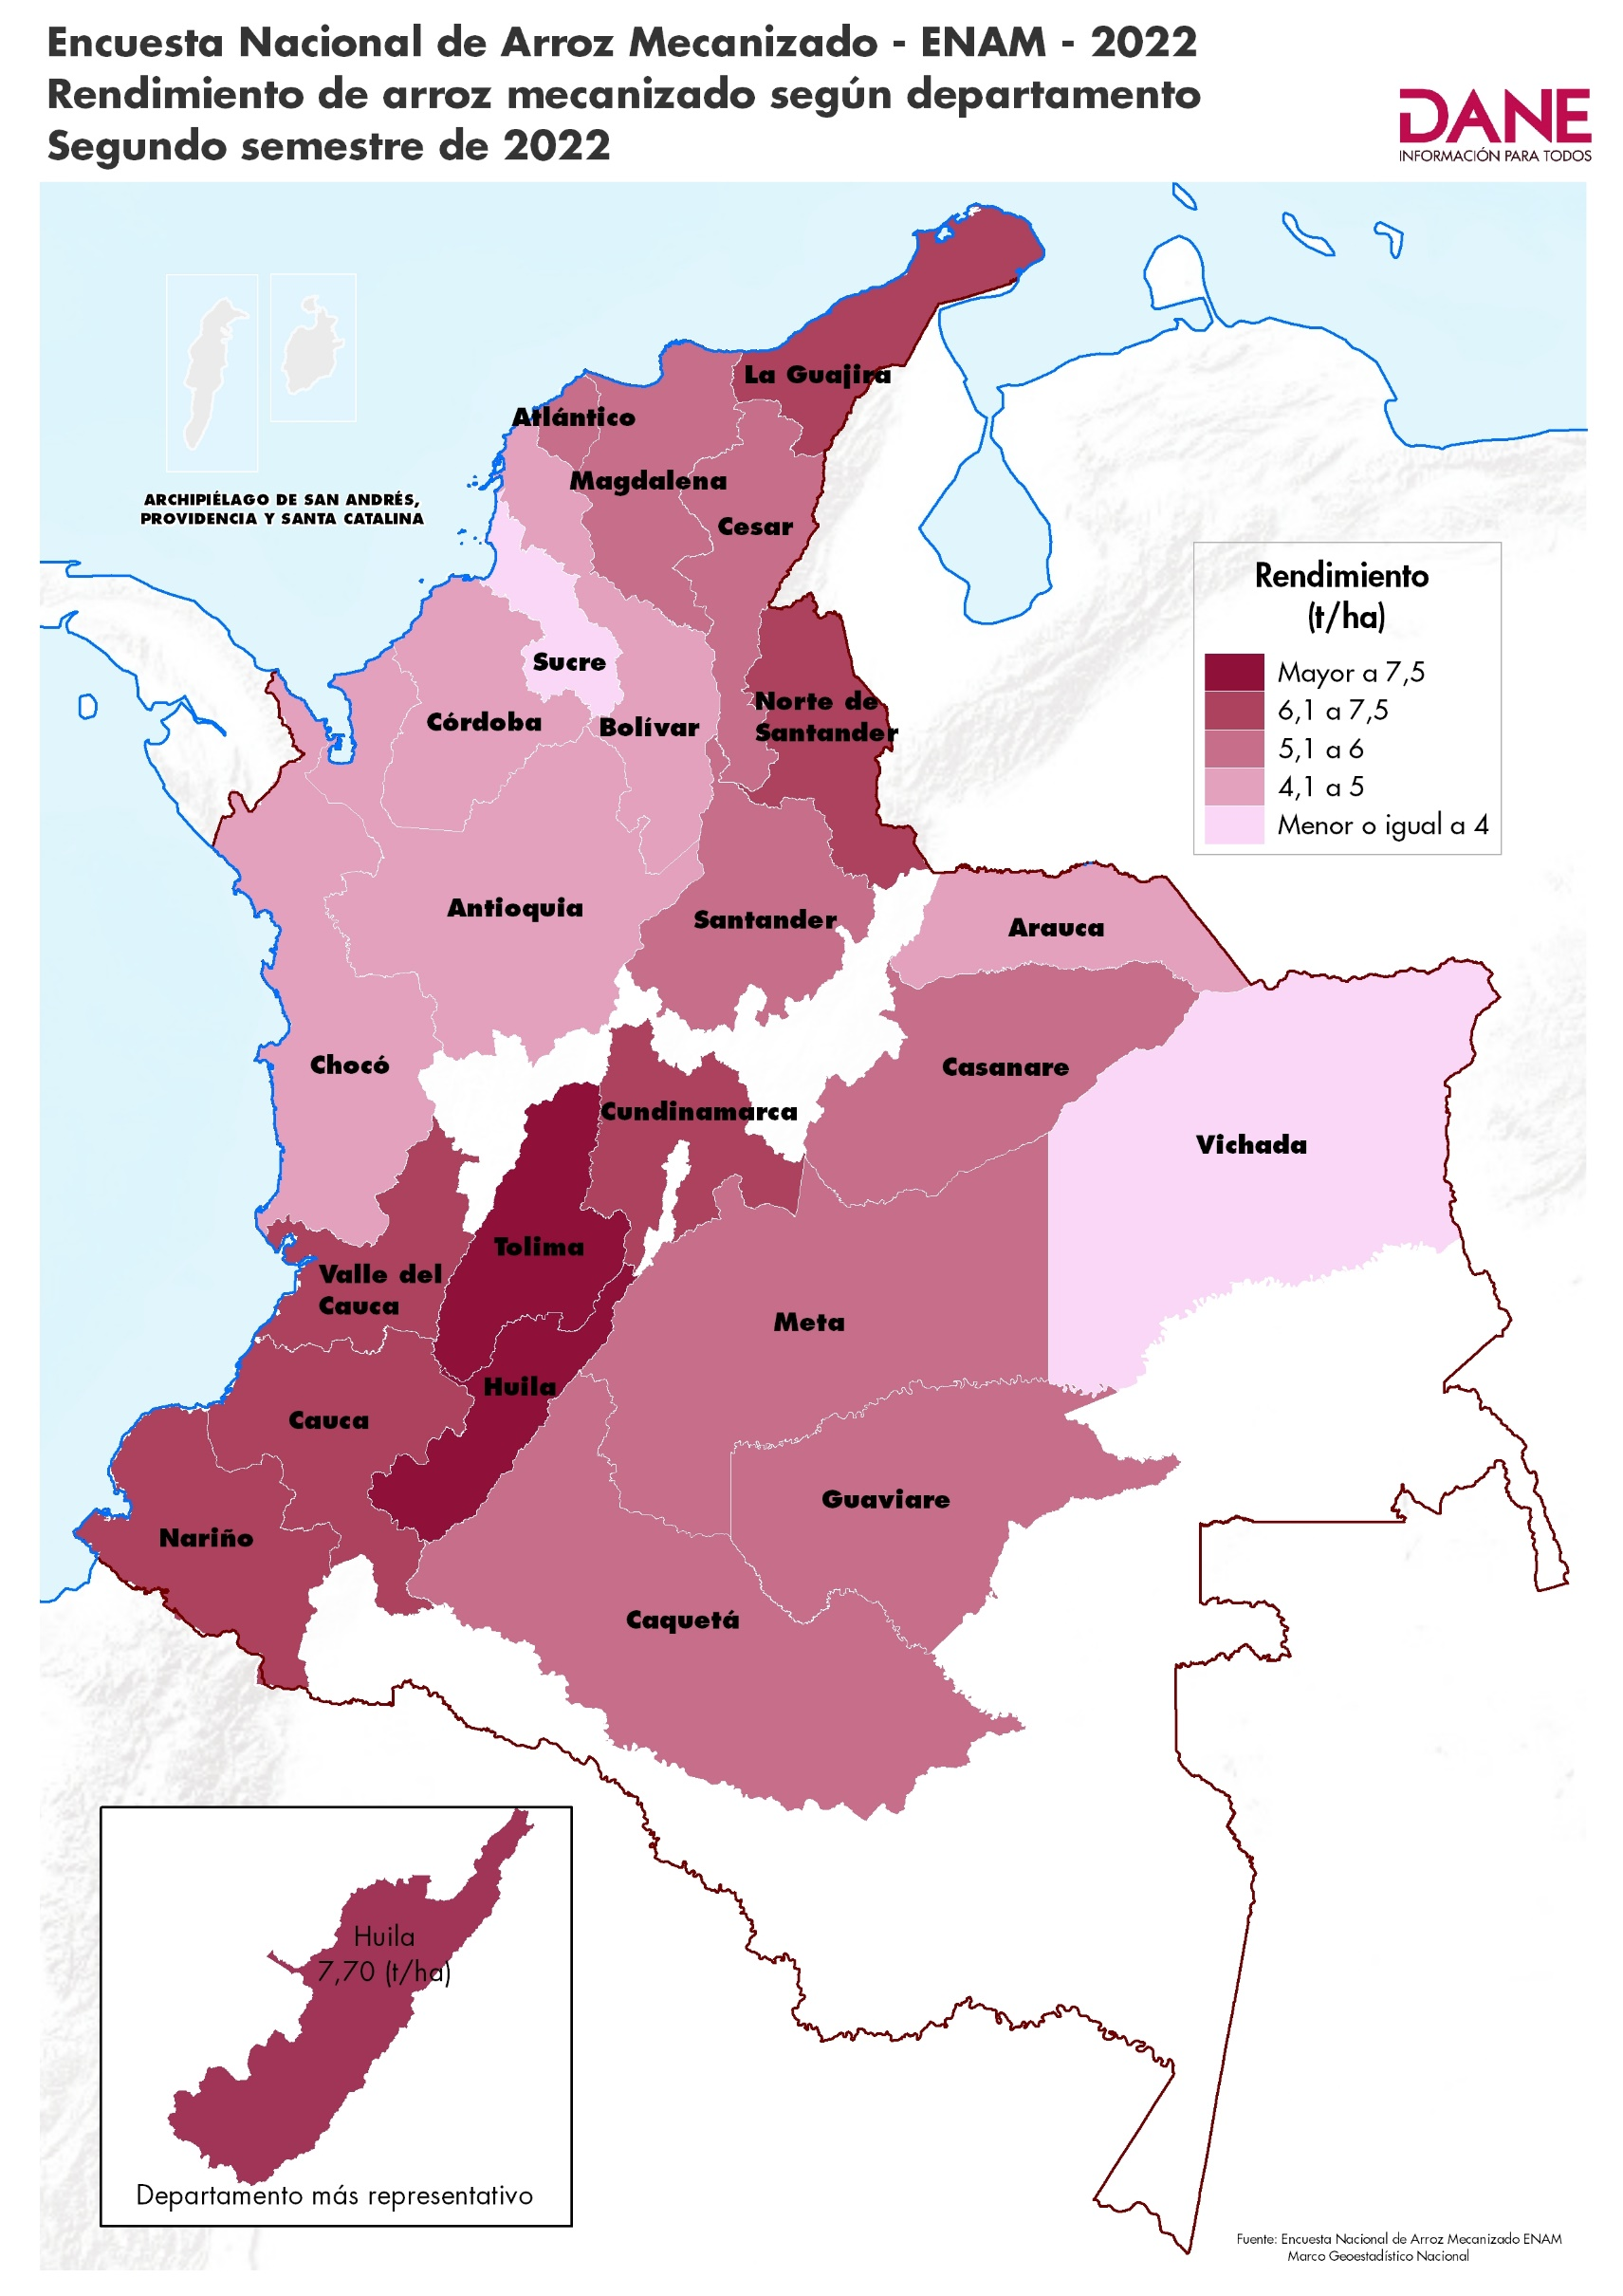 Encuesta Nacional de Arroz Mecanizado - ENAM - 2022
Rendimiento de arroz mecanizado según departamento
Segundo semestre de 2022
DANE
INFORMACIÓN PARA TODOS
ARCHIPIÉLAGO DE SAN ANDRÉS,
PROVIDENCIA Y SANTA CATALINA
La Guajira
Atlántico
Magdalena
Cesar
Rendimiento
(t/ha)
Mayor a 7,5
6,1 a 7,5
5,1 a 6
4,1 a 5
Menor o igual a 4
Sucre
Córdoba
Bolívar
Norte de
Santander
Antioquia
Santander
Arauca
Chocó
Casanare
Cundinamarca
Vichada
Tolima
Valle del
Cauca
Meta
Huila
Cauca
Guaviare
Nariño
Caquetá
Huila
7,70 (t/ha)
Departamento más representativo
Fuente: Encuesta Nacional de Arroz Mecanizado ENAM
Marco Geoestadístico Nacional